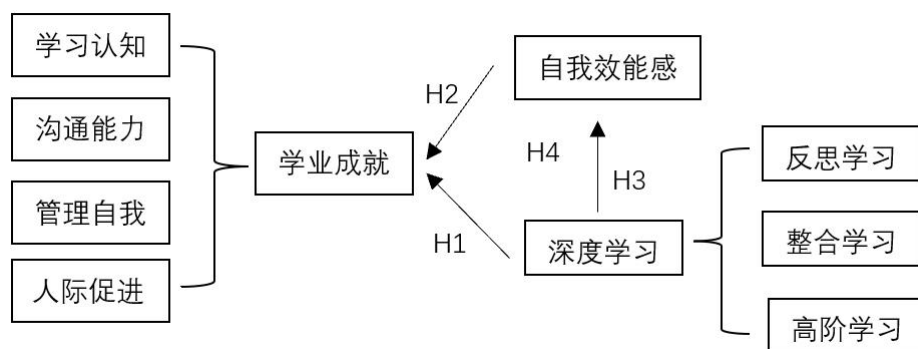 学习认知
沟通能力
管理自我
人际促进
学业成就
H2
H1
自我效能感
H4
H3
深度学习
反思学习
整合学习
高阶学习